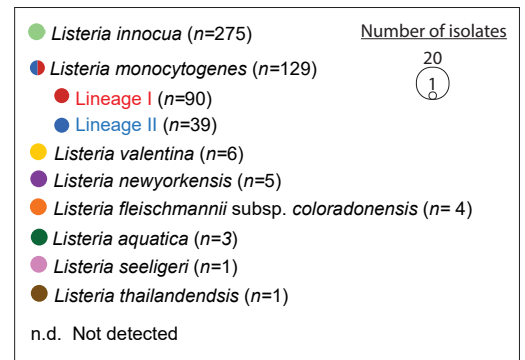 Listeria innocua (n=275)
Number of isolates
Listeria monocytogenes (n=129)
20
1
Lineage I (n=90)
Lineage II (n=39)
Listeria valentina (n=6)
Listeria newyorkensis (n=5)
Listeria fleischmannii subsp. coloradonensis (n= 4)
Listeria aquatica (n=3)
Listeria seeligeri (n=1)
Listeria thailandendsis (n=1)
n.d. Not detected